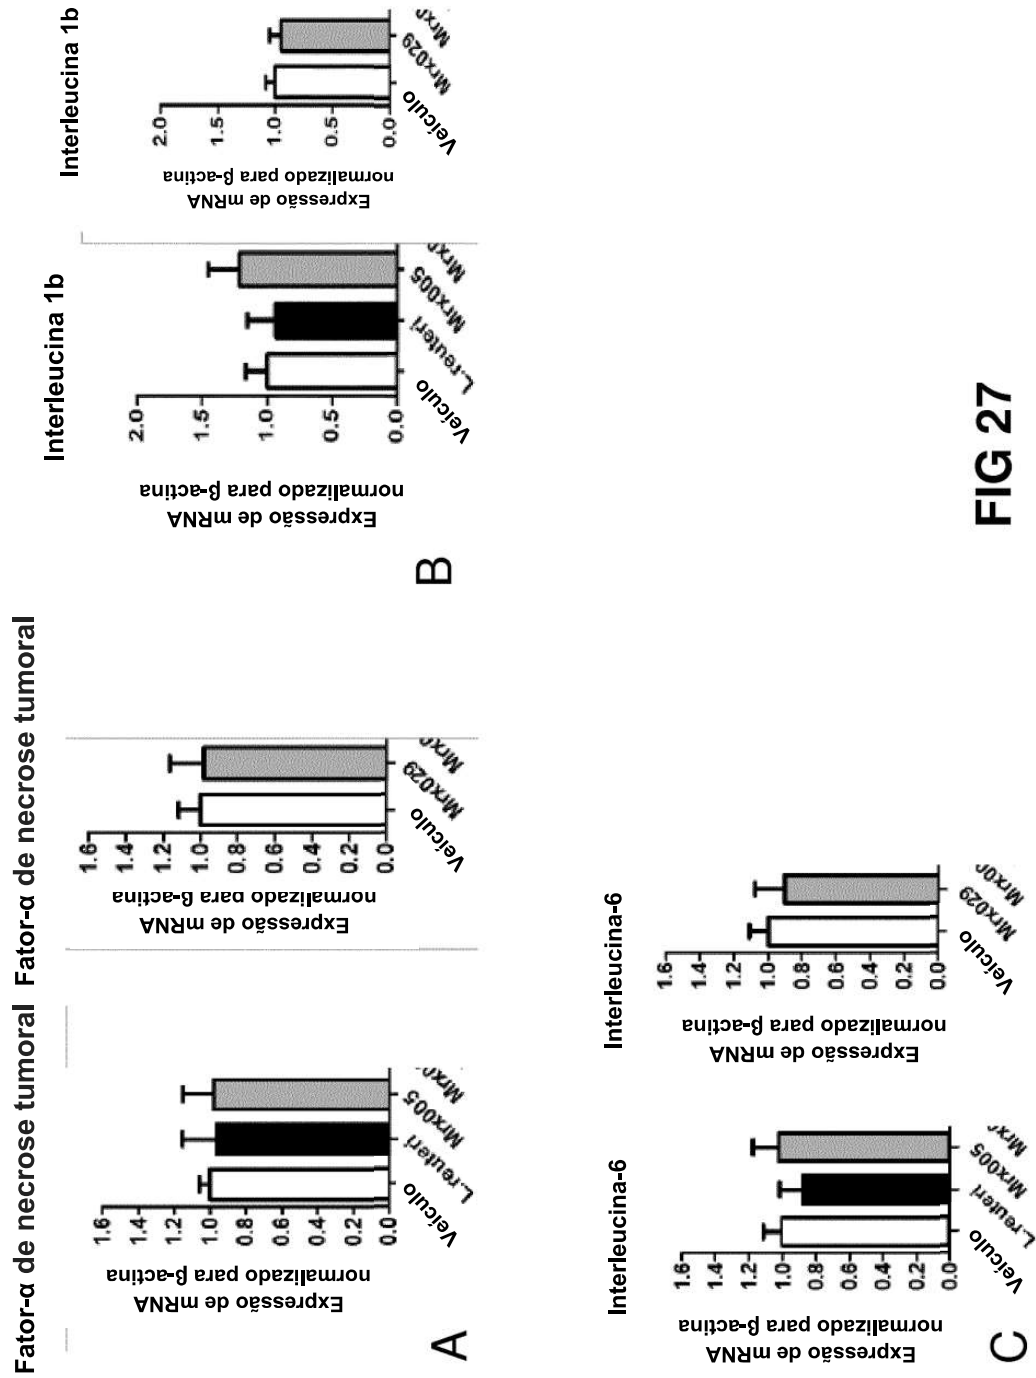 Fator-α de necrose tumoral
Expressão de mRNA
normalizado para β-actina
1.6
1.4
1.2
1.0
0.8
0.6
0.4
0.2
0.0
Veículo
L.reuteri
Mrx005
A
Fator-α de necrose tumoral
Expressão de mRNA
normalizado para β-actina
1.6
1.4
1.2
1.0
0.8
0.6
0.4
0.2
0.0
Veículo
Mrx029
Interleucina 1b
Expressão de mRNA
normalizado para β-actina
2.0
1.5
1.0
0.5
0.0
Veículo
L.reuteri
Mrx005
B
Interleucina 1b
Expressão de mRNA
normalizado para β-actina
2.0
1.5
1.0
0.5
0.0
Veículo
Mrx029
Interleucina-6
Expressão de mRNA
normalizado para β-actina
1.6
1.4
1.2
1.0
0.8
0.6
0.4
0.2
0.0
Veículo
L.reuteri
Mrx005
C
Interleucina-6
Expressão de mRNA
normalizado para β-actina
1.6
1.4
1.2
1.0
0.8
0.6
0.4
0.2
0.0
Veículo
Mrx029
FIG 27